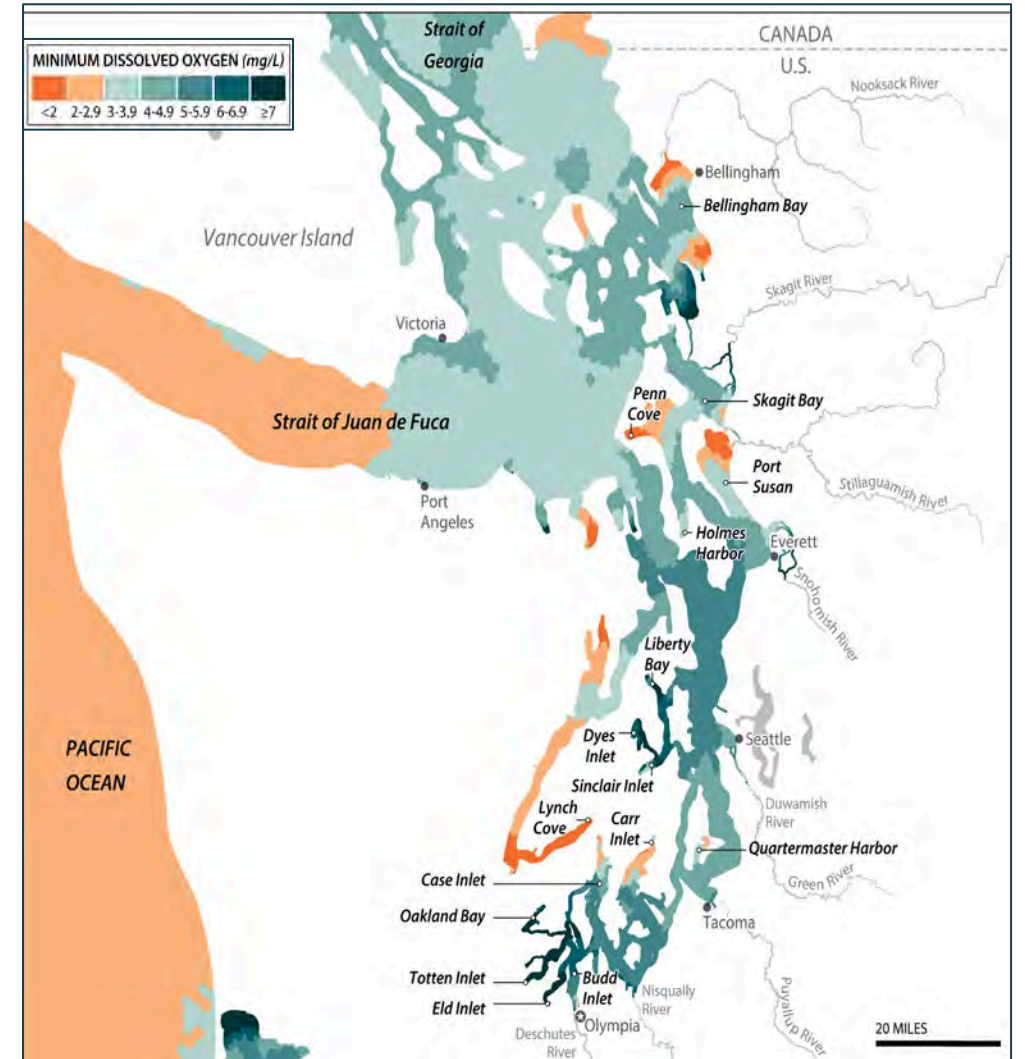 MINIMUM DISSOLVED OXYGEN (mg/L)
<2 2-2.9 3-3.9 4-4.9 5-5.9 6-6.9 ≥7
Strait of
Georgia
CANADA
U.S.
Nooksack River
Bellingham
Bellingham Bay
Vancouver Island
Skagit River
Victoria
Strait of Juan de Fuca
Penn
Cove
Skagit Bay
Port
Susan
Stillaguamish River
Port
Angeles
Holmes
Harbor
Everett
Snohomish River
Liberty
Bay
PACIFIC
OCEAN
Dyes
Inlet
Seattle
Sinclair Inlet
Lynch
Cove
Carr
Inlet
Duwamish
River
Quartermaster Harbor
Green River
Case Inlet
Oakland Bay
Tacoma
Totten Inlet
Eld Inlet
Budd
Inlet
Nisqually
River
Puyallup River
Olympia
Deschutes
River
20 MILES